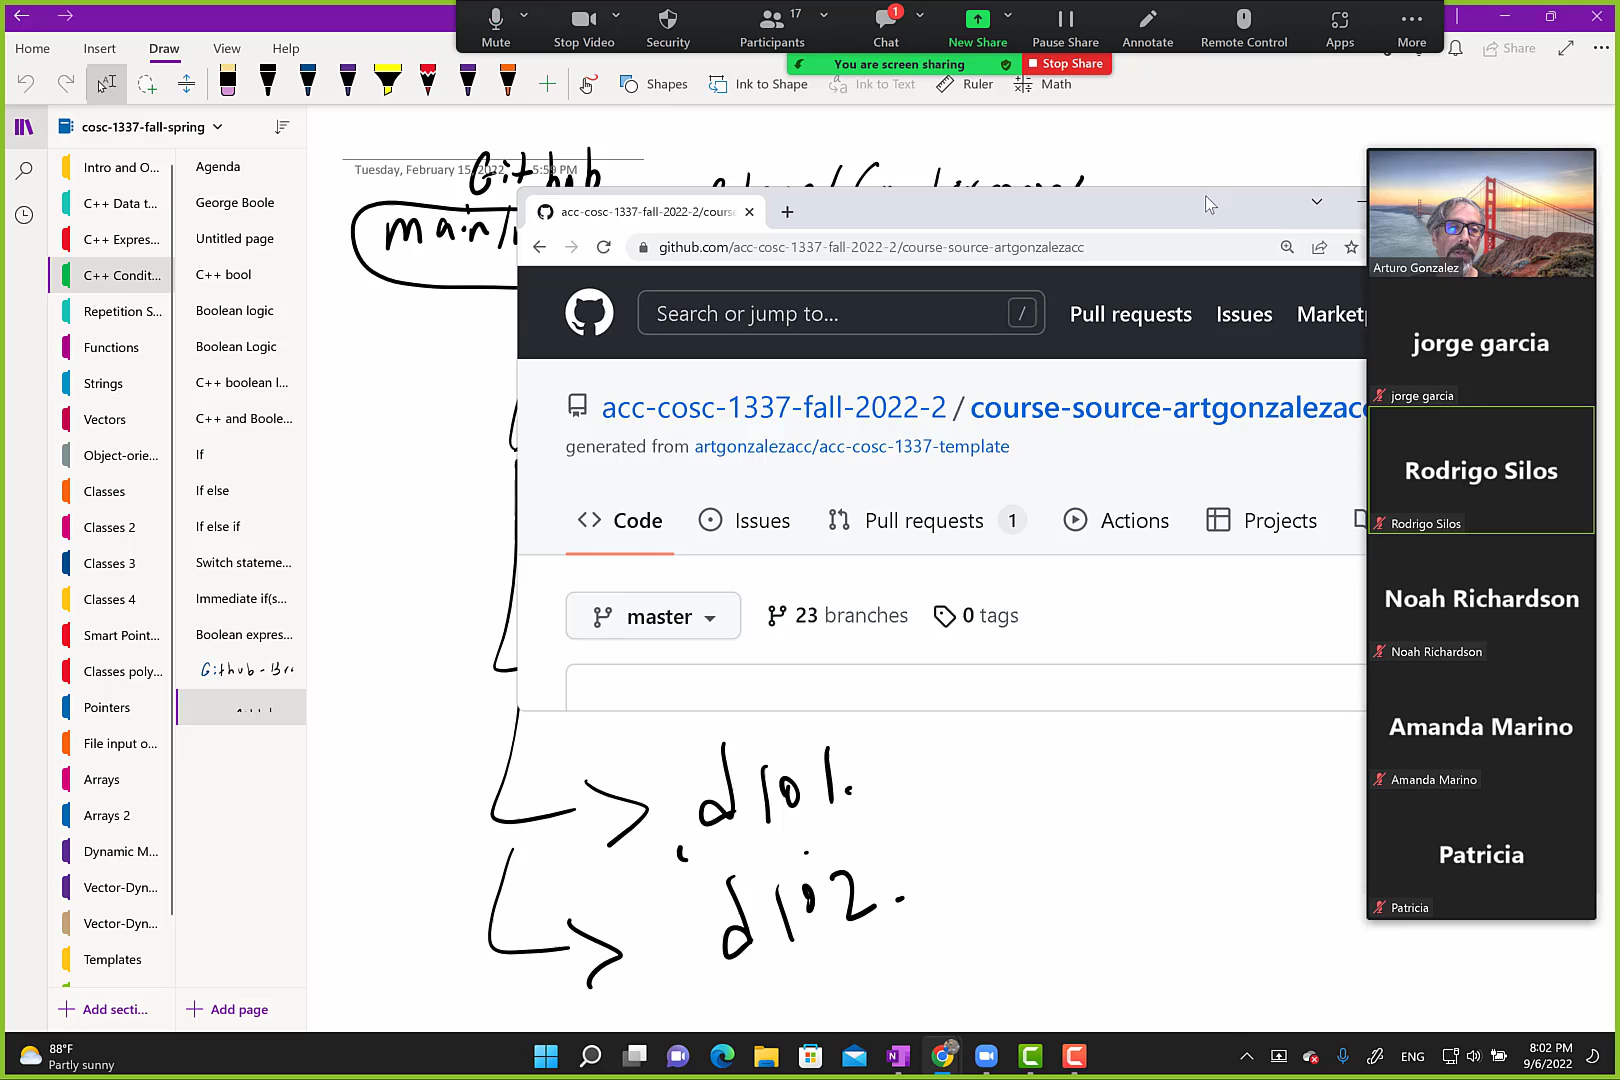 Mute
Stop Video
Security
17
Participants
1
Chat
New Share
Pause Share
Annotate
Remote Control
Apps
More
You are screen sharing
Stop Share
Home
Insert
Draw
View
Help
Share
Shapes
Ink to Shape
Ink to Text
Ruler
Math
cosc-1337-fall-spring
Intro and O...
C++ Data t...
C++ Expres...
C++ Condit...
Repetition S...
Functions
Strings
Vectors
Object-orie...
Classes
Classes 2
Classes 3
Classes 4
Smart Point...
Classes poly...
Pointers
File input o...
Arrays
Arrays 2
Dynamic M...
Vector-Dyn...
Vector-Dyn...
Templates
Add secti...
Agenda
George Boole
Untitled page
C++ bool
Boolean logic
Boolean Logic
C++ boolean l...
C++ and Boole...
If
If else
If else if
Switch stateme...
Immediate if(s...
Boolean expres...
Github - Br
Add page
Tuesday, February 15, 2022 5:59 PM
Github
main/
acc-cosc-1337-fall-2022-2/course
github.com/acc-cosc-1337-fall-2022-2/course-source-artgonzalezacc
Search or jump to...
/
Pull requests
Issues
Marketp
acc-cosc-1337-fall-2022-2 / course-source-artgonzalezacc
generated from artgonzalezacc/acc-cosc-1337-template
Code
Issues
Pull requests 1
Actions
Projects
master
23 branches
0 tags
d101.
d102.
Arturo Gonzalez
jorge garcia
jorge garcia
Rodrigo Silos
Rodrigo Silos
Noah Richardson
Noah Richardson
Amanda Marino
Amanda Marino
Patricia
Patricia
88°F
Partly sunny
ENG
8:02 PM
9/6/2022